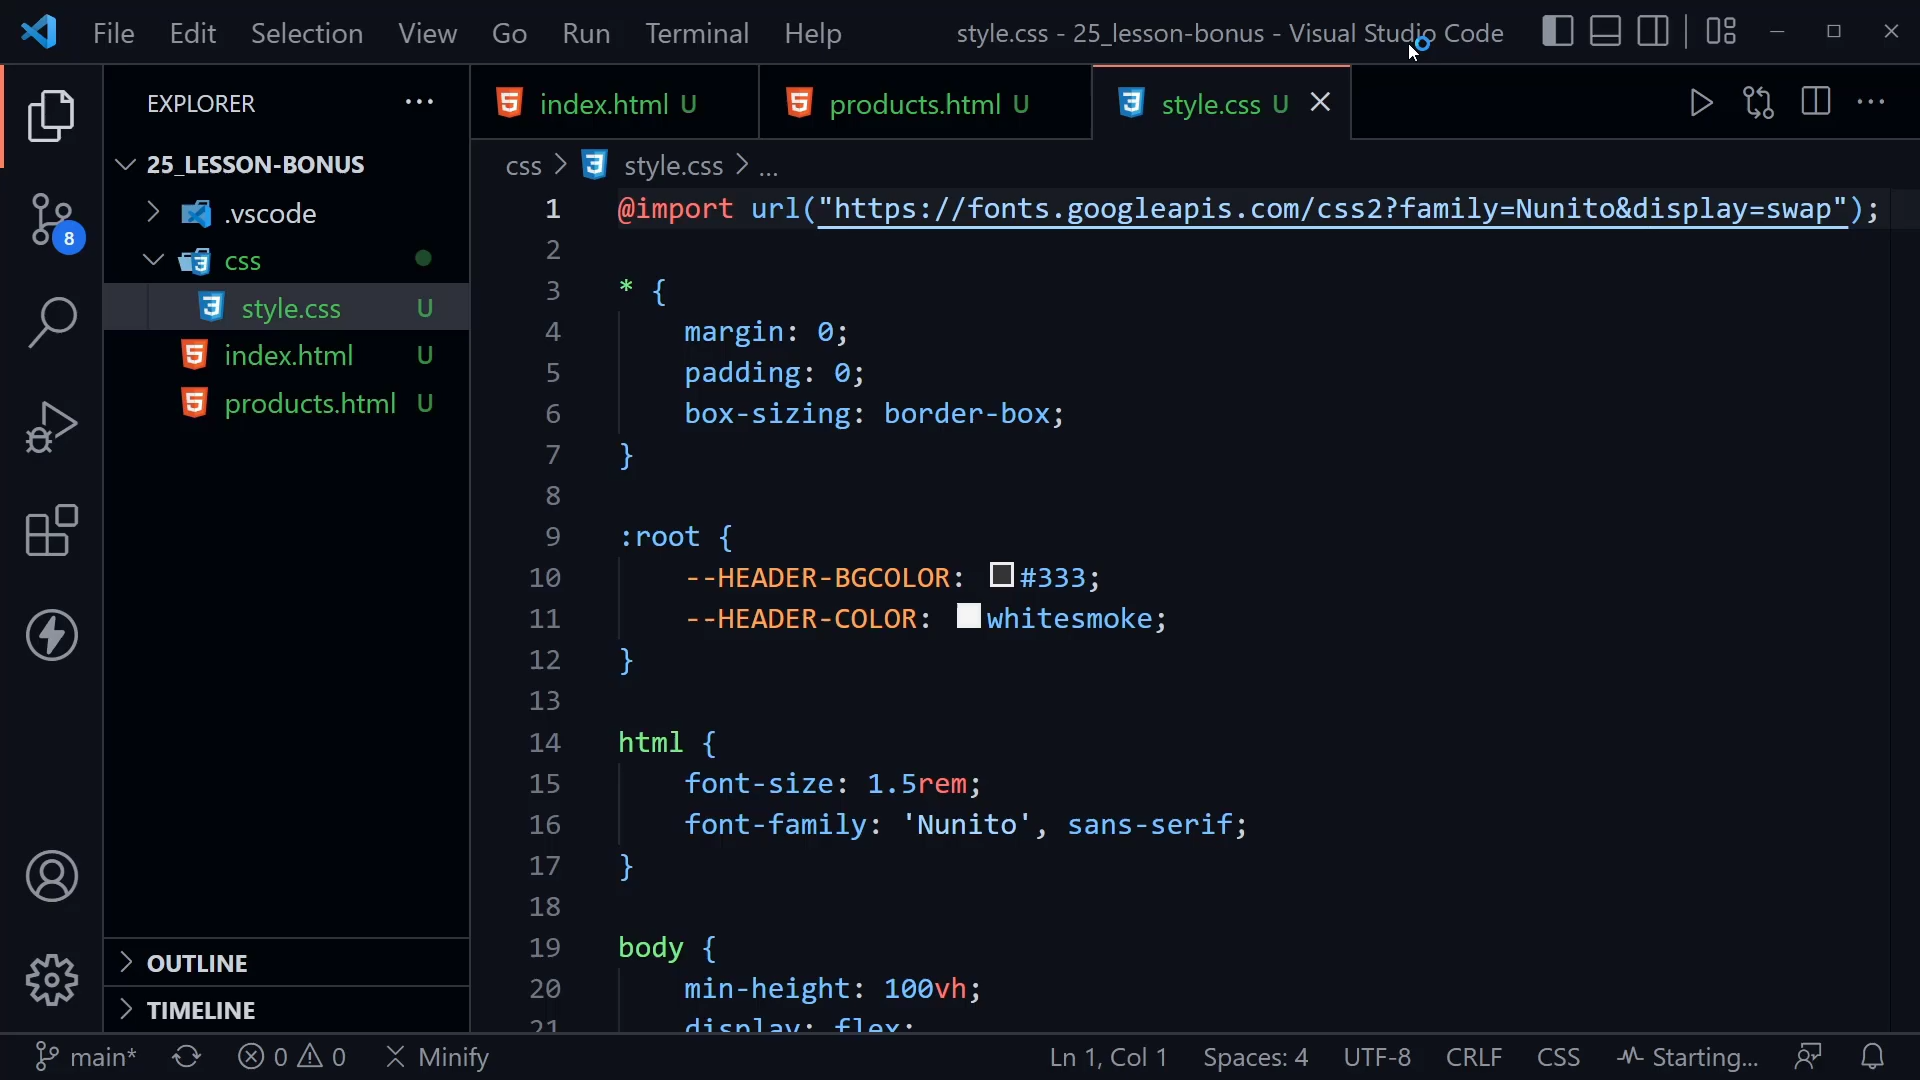 File Edit Selection View Go Run Terminal Help style.css - 25_lesson-bonus - Visual Studio Code
EXPLORER
25_LESSON-BONUS
.vscode
css
style.css U
index.html U
products.html U
OUTLINE
TIMELINE
8
index.html U products.html U style.css U
css > style.css > ...
1 @import url("https://fonts.googleapis.com/css2?family=Nunito&display=swap");
2
3 * {
4 margin: 0;
5 padding: 0;
6 box-sizing: border-box;
7 }
8
9 :root {
10 --HEADER-BGCOLOR: #333;
11 --HEADER-COLOR: whitesmoke;
12 }
13
14 html {
15 font-size: 1.5rem;
16 font-family: 'Nunito', sans-serif;
17 }
18
19 body {
20 min-height: 100vh;
21 display: flex;
main* 0 0 Minify Ln 1, Col 1 Spaces: 4 UTF-8 CRLF CSS Starting...